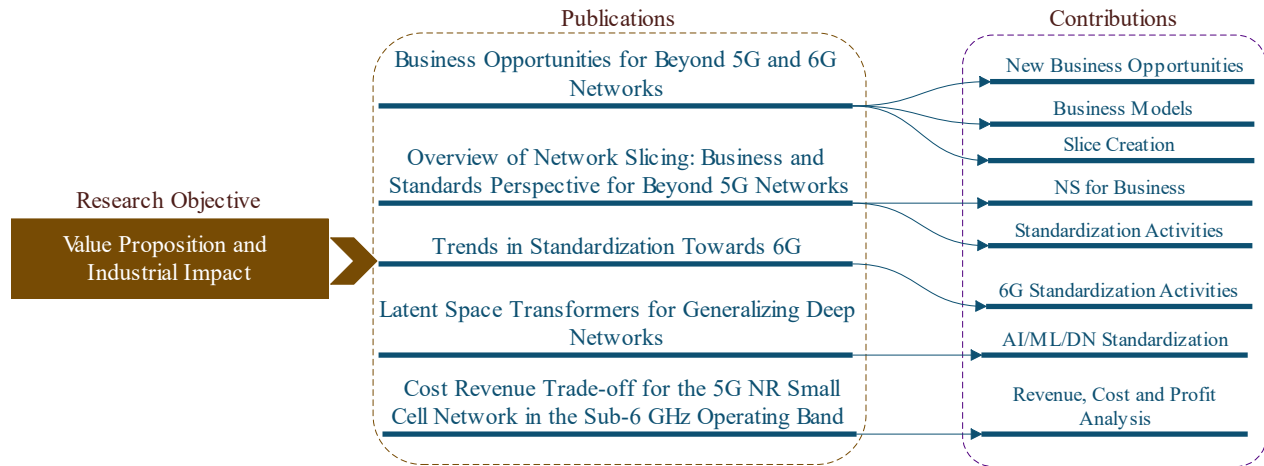 Publications
Contributions
Business Opportunities for Beyond 5G and 6G
Networks
New Business Opportunities
Business Models
Slice Creation
Overview of Network Slicing: Business and
Standards Perspective for Beyond 5G Networks
NS for Business
Standardization Activities
Research Objective
Value Proposition and
Industrial Impact
Trends in Standardization Towards 6G
6G Standardization Activities
Latent Space Transformers for Generalizing Deep
Networks
AI/ML/DN Standardization
Cost Revenue Trade-off for the 5G NR Small
Cell Network in the Sub-6 GHz Operating Band
Revenue, Cost and Profit
Analysis